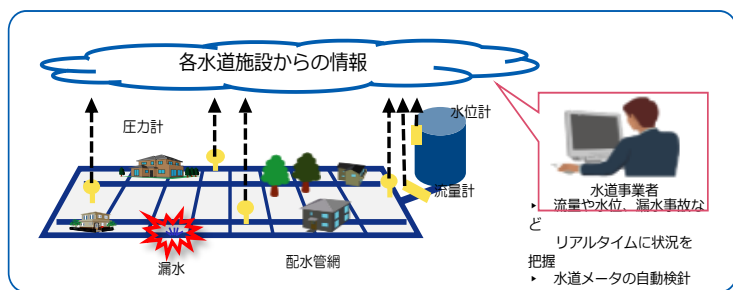 各水道施設からの情報
圧力計
水位計
流量計
漏水
配水管網
水道事業者
▶ 流量や水位、漏水事故な
ど
リアルタイムに状況を
把握
▶ 水道メータの自動検針